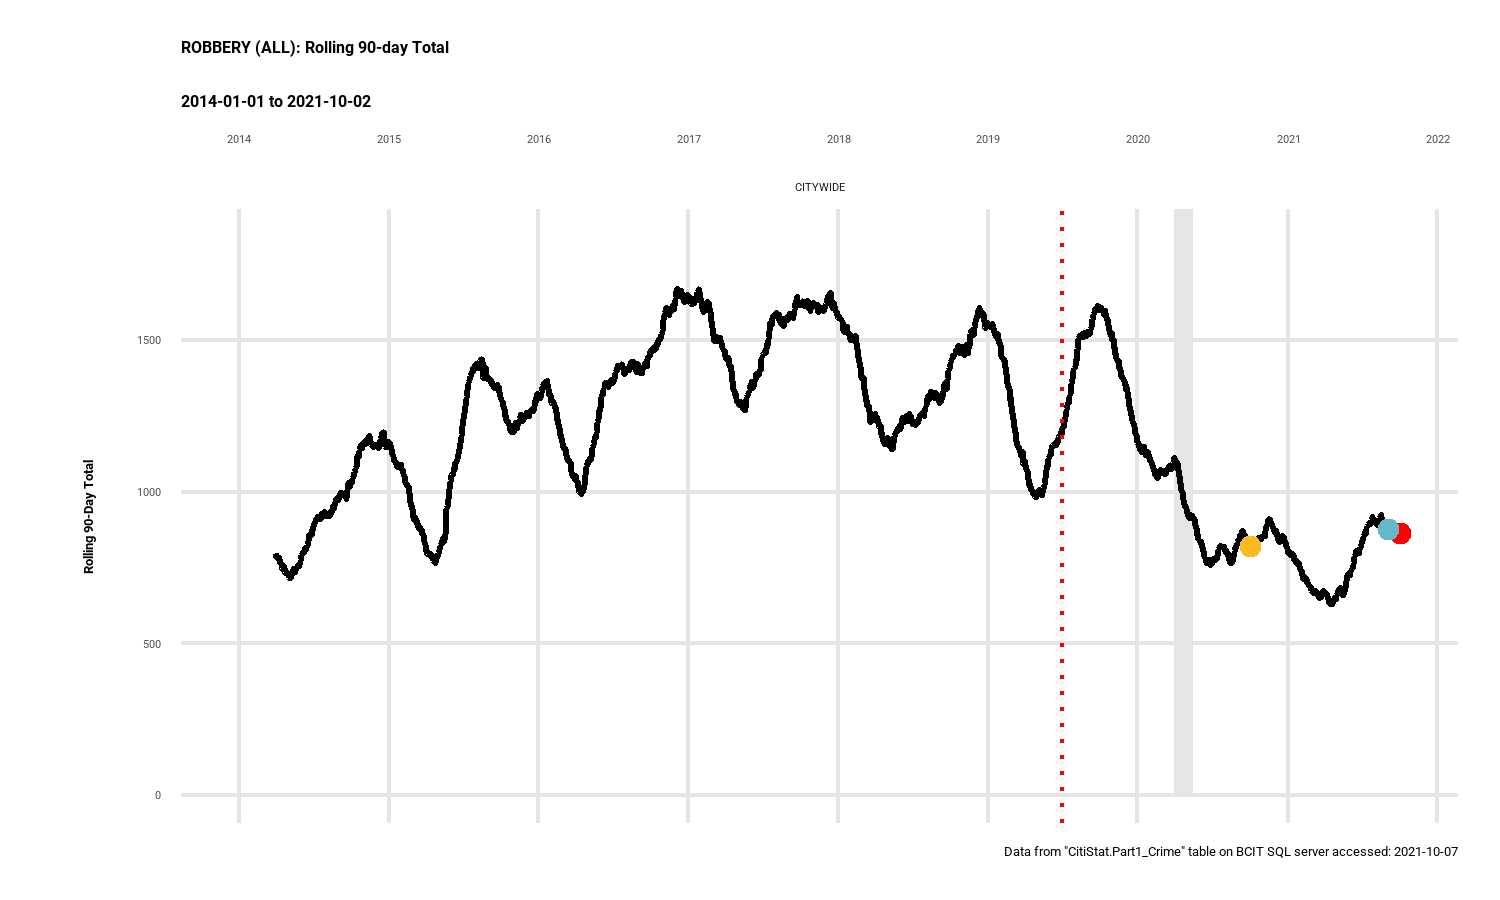 ROBBERY (ALL): Rolling 90-day Total
2014-01-01 to 2021-10-02
2014 2015 2016 2017 2018 2019 2020 2021 2022
CITYWIDE
1500
1000
500
0
Rolling 90-Day Total
Data from "CitiStat.Part1_Crime" table on BCIT SQL server accessed: 2021-10-07